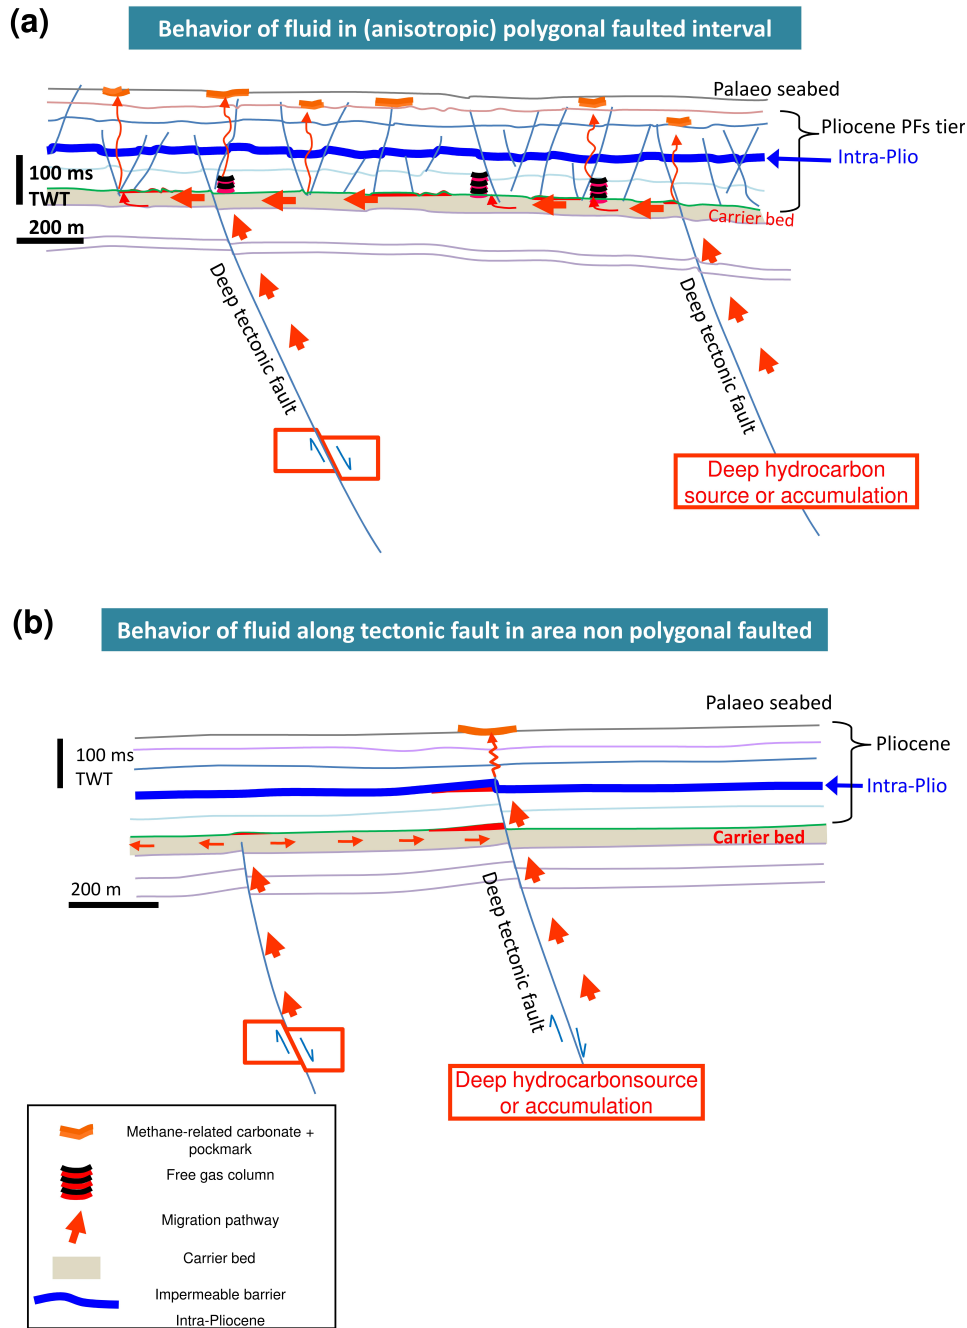 (a)
Behavior of fluid in (anisotropic) polygonal faulted interval
Palaeo seabed
Pliocene PFs tier
Intra-Plio
100 ms
TWT
200 m
Carrier bed
Deep tectonic fault
Deep tectonic fault
Deep hydrocarbon
source or accumulation
(b)
Behavior of fluid along tectonic fault in area non polygonal faulted
Palaeo seabed
100 ms
TWT
Pliocene
Intra-Plio
Carrier bed
200 m
Deep tectonic fault
Deep hydrocarbonsource
or accumulation
Methane-related carbonate +
pockmark
Free gas column
Migration pathway
Carrier bed
Impermeable barrier
Intra-Pliocene